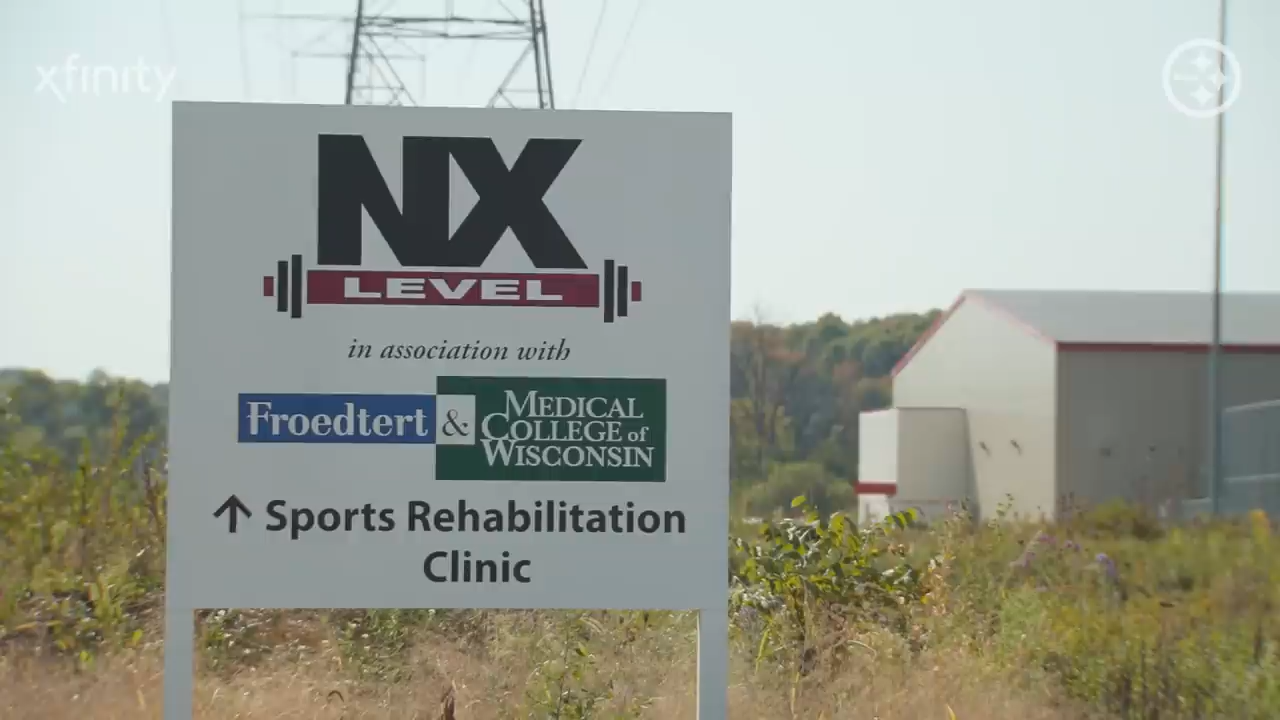 xfinity
NX
LEVEL
in association with
Froedtert & MEDICAL
COLLEGE of
WISCONSIN
↑ Sports Rehabilitation
Clinic